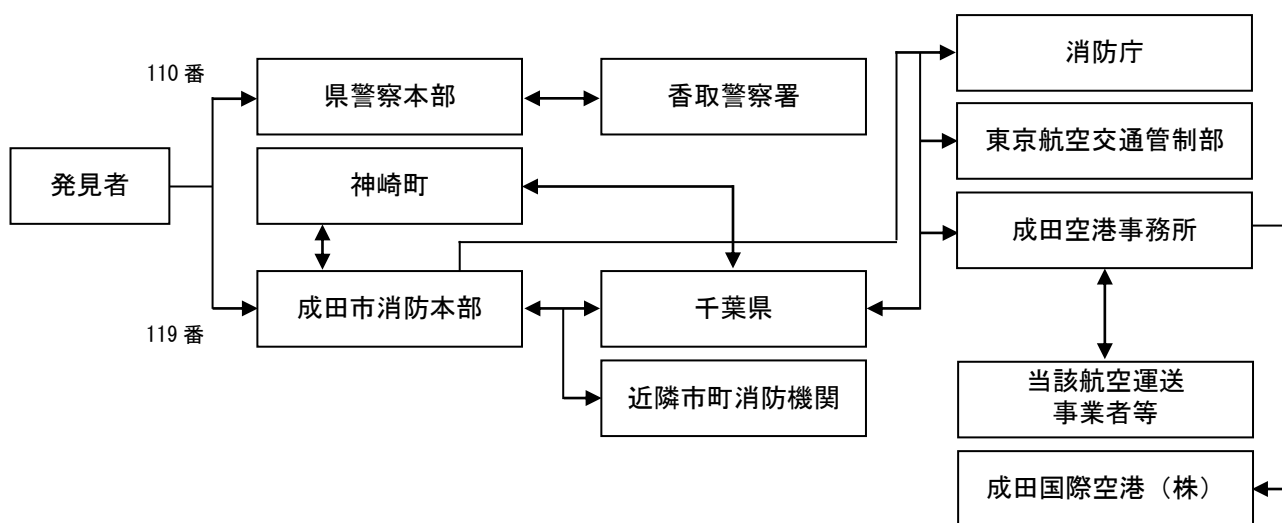 消防庁
110 番
県警察本部
香取警察署
東京航空交通管制部
発見者
神崎町
成田空港事務所
成田市消防本部
千葉県
119 番
近隣市町消防機関
当該航空運送
事業者等
成田国際空港（株）